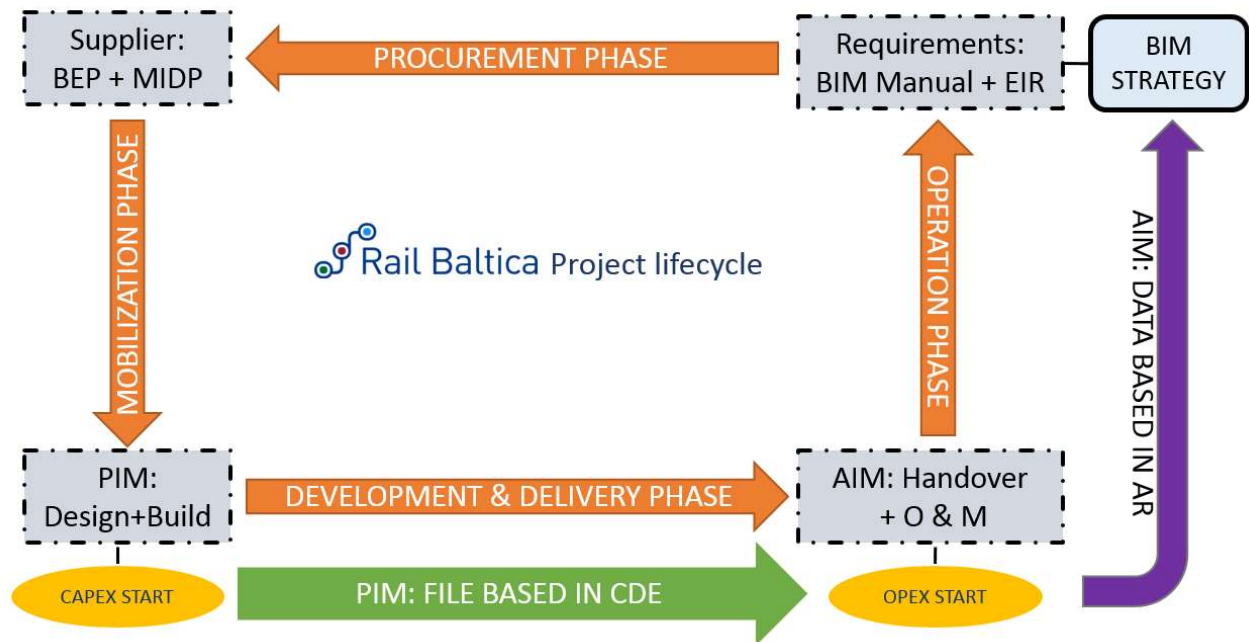 Supplier:
BEP + MIDP
PROCUREMENT PHASE
Requirements:
BIM Manual + EIR
BIM
STRATEGY
MOBILIZATION PHASE
Rail Baltica Project lifecycle
OPERATION PHASE
AIM: DATA BASED IN AR
PIM:
Design+Build
DEVELOPMENT & DELIVERY PHASE
AIM: Handover
+ O & M
CAPEX START
PIM: FILE BASED IN CDE
OPEX START